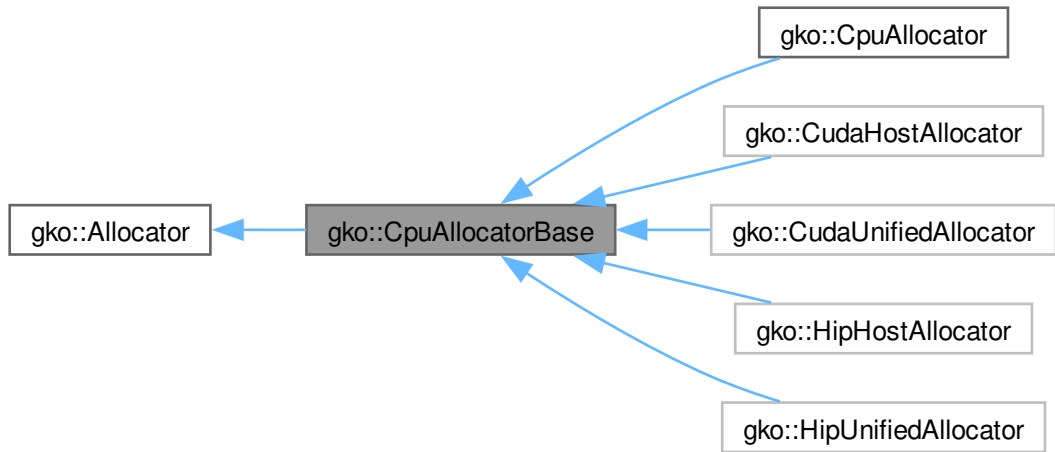 gko::CpuAllocator
gko::CudaHostAllocator
gko::Allocator
gko::CpuAllocatorBase
gko::CudaUnifiedAllocator
gko::HipHostAllocator
gko::HipUnifiedAllocator